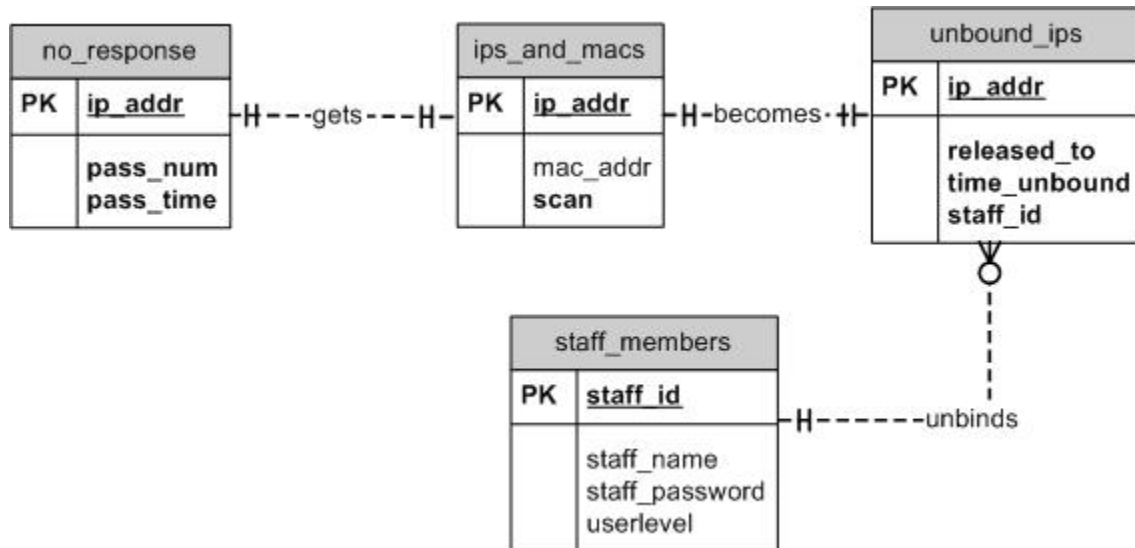 no_response
PK ip_addr
pass_num
pass_time
gets
ips_and_macs
PK ip_addr
mac_addr
scan
becomes
unbound_ips
PK ip_addr
released_to
time_unbound
staff_id
staff_members
PK staff_id
staff_name
staff_password
userlevel
unbinds